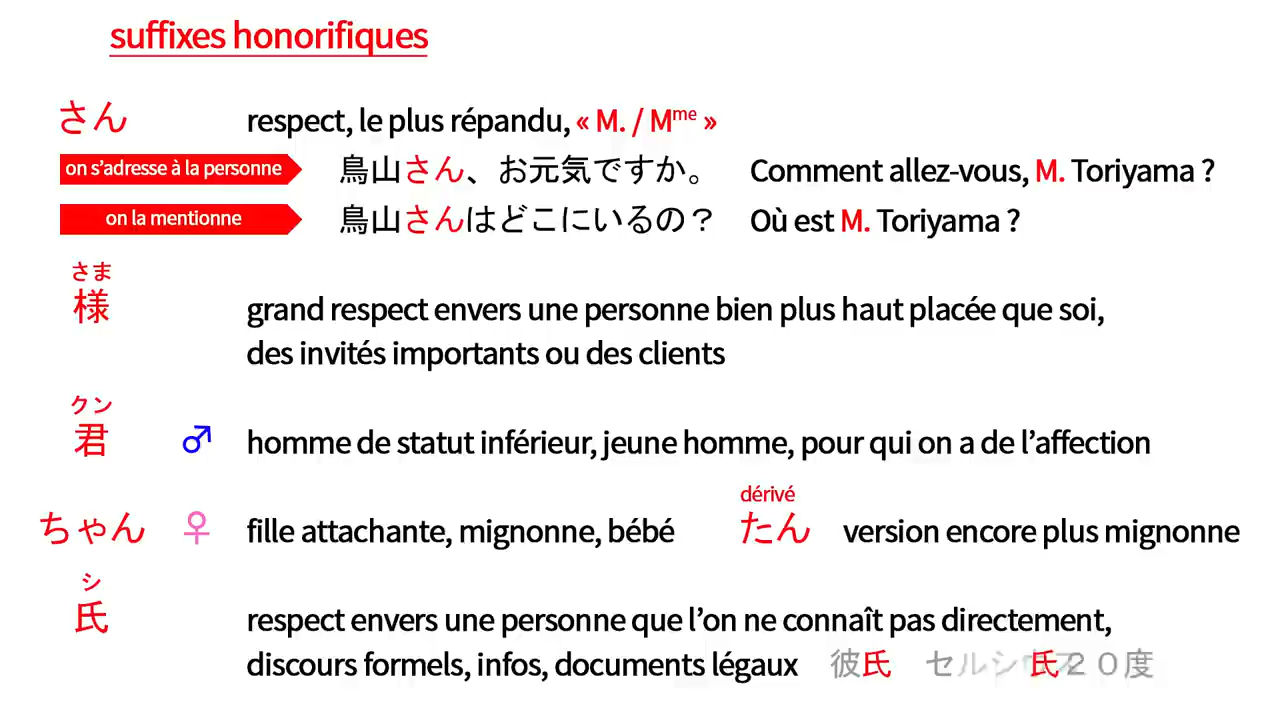 suffixes honorifiques
さん respect, le plus répandu, « M. / Mme »
on s’adresse à la personne 鳥山さん、お元気ですか。 Comment allez-vous, M. Toriyama ?
on la mentionne 鳥山さんはどこにいるの？ Où est M. Toriyama ?
さま
様 grand respect envers une personne bien plus haut placée que soi,
des invités importants ou des clients
クン
君 ♂ homme de statut inférieur, jeune homme, pour qui on a de l’affection
dérivé
ちゃん ♀ fille attachante, mignonne, bébé たん version encore plus mignonne
シ
氏 respect envers une personne que l’on ne connaît pas directement,
discours formels, infos, documents légaux 彼氏 セルシウス氏２０度